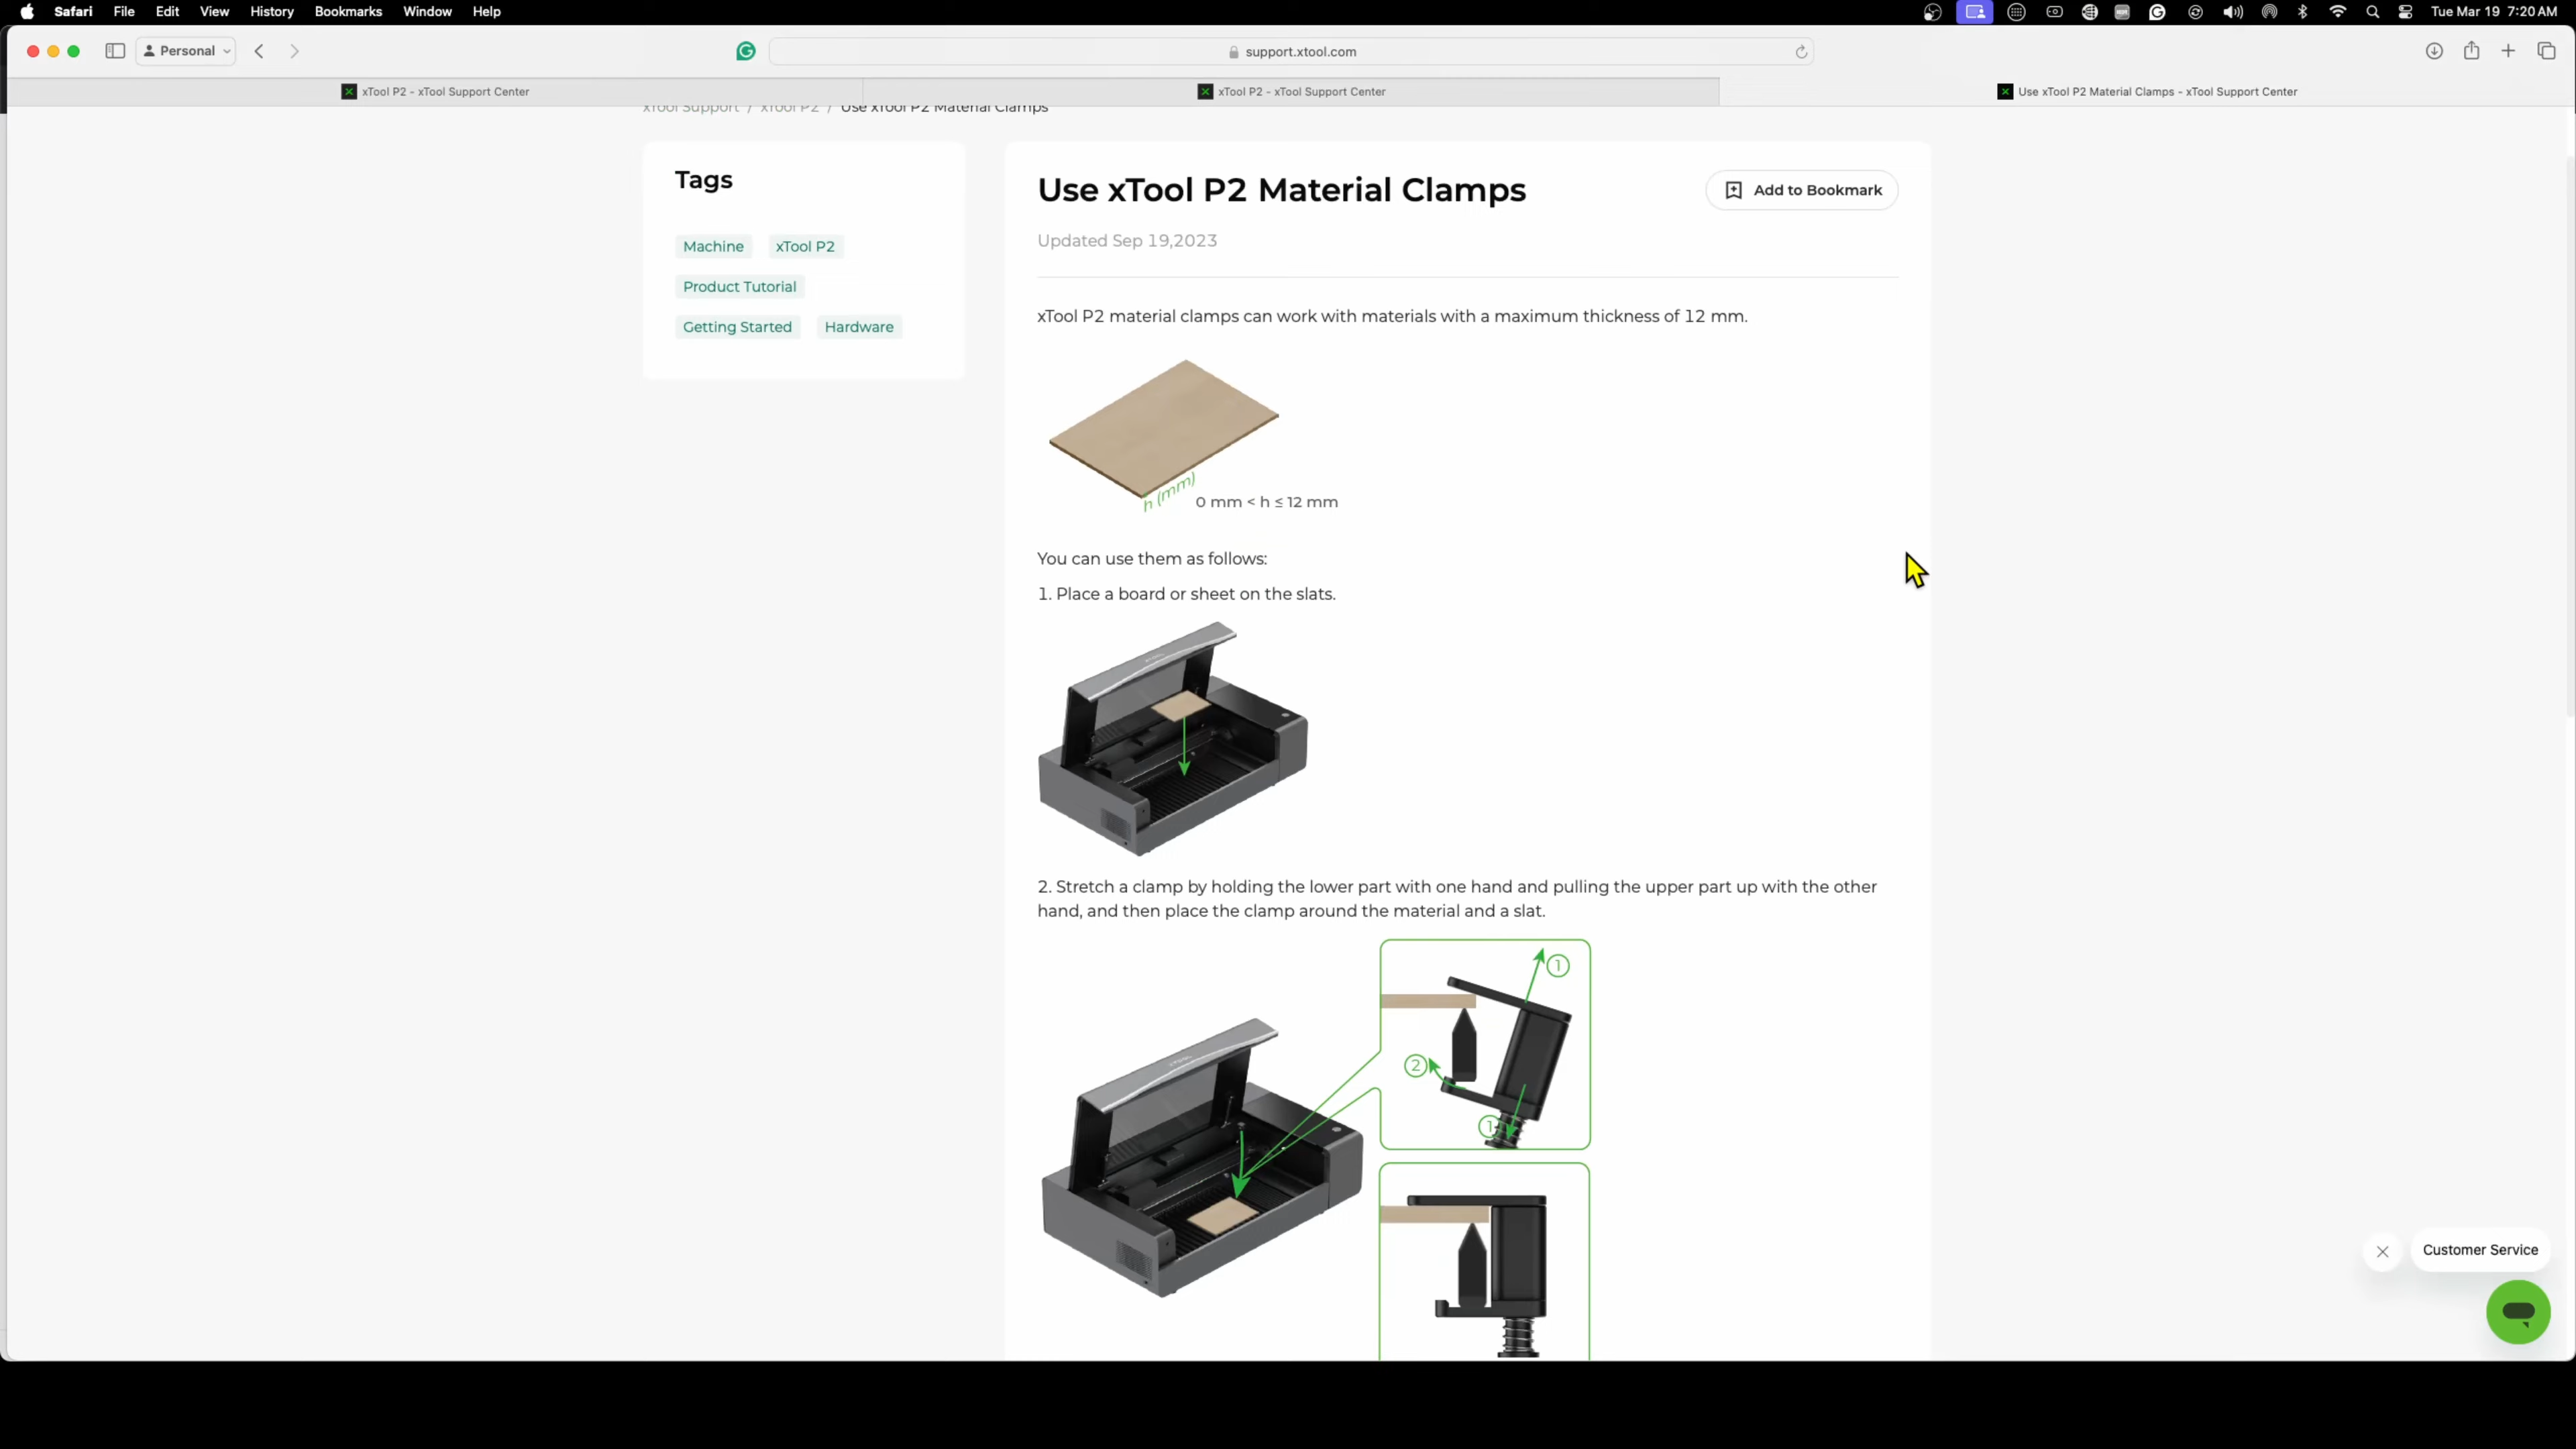 Safari File Edit View History Bookmarks Window Help
Tue Mar 19 7:20 AM
Personal
support.xtool.com
xTool P2 - xTool Support Center
xTool P2 - xTool Support Center
Use xTool P2 Material Clamps - xTool Support Center
xTool Support / xTool P2 / Use xTool P2 Material Clamps
Tags
Machine
xTool P2
Product Tutorial
Getting Started
Hardware
Use xTool P2 Material Clamps
Add to Bookmark
Updated Sep 19,2023
xTool P2 material clamps can work with materials with a maximum thickness of 12 mm.
h (mm)
0 mm < h ≤ 12 mm
You can use them as follows:
1. Place a board or sheet on the slats.
2. Stretch a clamp by holding the lower part with one hand and pulling the upper part up with the other
hand, and then place the clamp around the material and a slat.
1
2
1
Customer Service